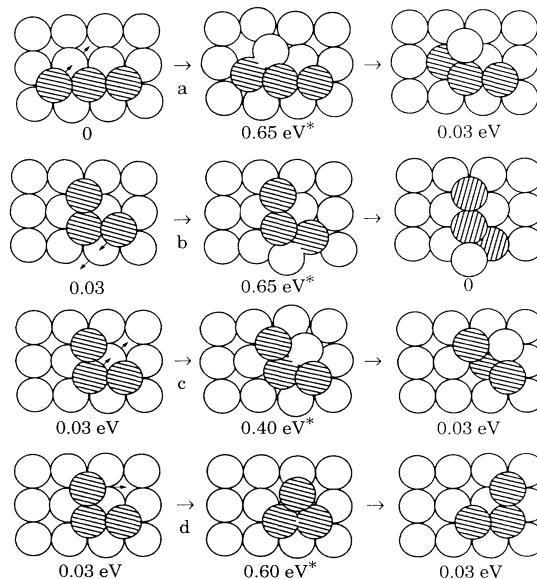 → a →
0 0.65 eV* 0.03 eV
→ b →
0.03 0.65 eV* 0
→ c →
0.03 eV 0.40 eV* 0.03 eV
→ d →
0.03 eV 0.60 eV* 0.03 eV